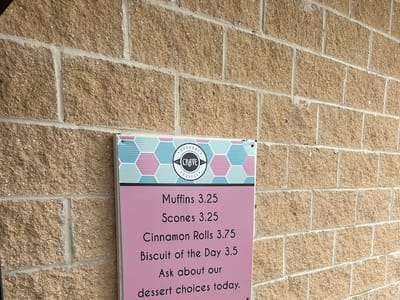 CRAVE
Muffins 3.25
Scones 3.25
Cinnamon Rolls 3.75
Biscuit of the Day 3.5
Ask about our
dessert choices today.